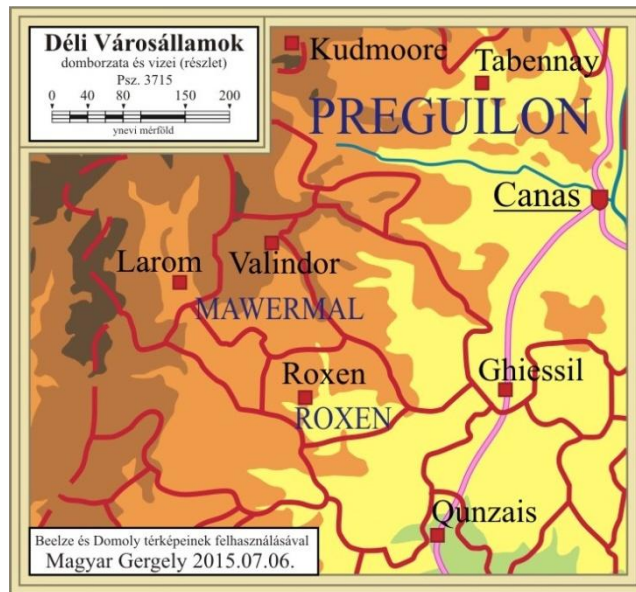 Déli Városállamok
domborzata és vizei (részlet)
Psz. 3715
0 40 80 150 200
ynevi mérföld
Kudmoore
Tabennay
PREGUILON
Canas
Larom
Valindor
MAWERMAL
Roxen
ROXEN
Ghiessil
Qunzais
Beelze és Domoly térképeinek felhasználásával
Magyar Gergely 2015.07.06.